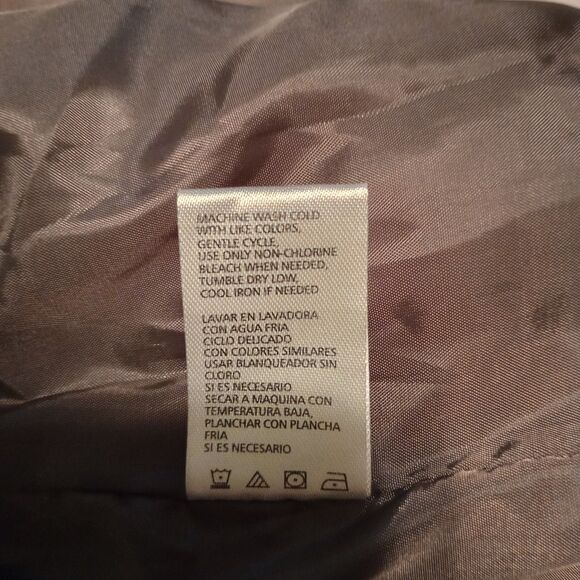 MACHINE WASH COLD
WITH LIKE COLORS,
GENTLE CYCLE,
USE ONLY NON-CHLORINE
BLEACH WHEN NEEDED,
TUMBLE DRY LOW,
COOL IRON IF NEEDED
LAVAR EN LAVADORA
CON AGUA FRIA
CICLO DELICADO
CON COLORES SIMILARES
USAR BLANQUEADOR SIN
CLORO
SI ES NECESARIO
SECAR A MAQUINA CON
TEMPERATURA BAJA,
PLANCHAR CON PLANCHA
FRIA
SI ES NECESARIO